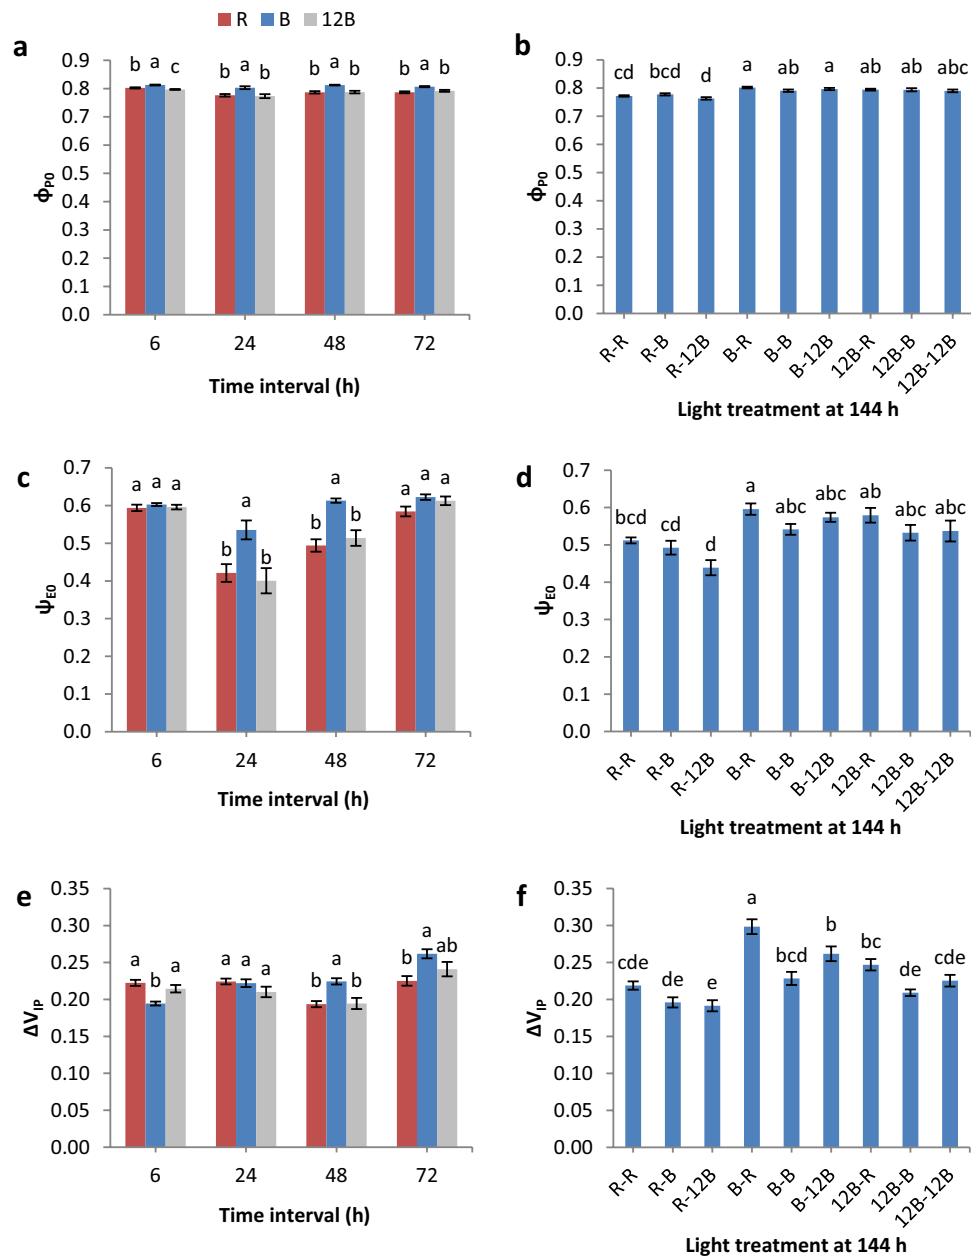 R B 12B
a
b a c b a b b a b b a b
0.9
0.8
0.7
0.6
0.5
0.4
0.3
0.2
0.1
0.0
ϕP0
6 24 48 72
Time interval (h)
b
cd bcd d a ab a ab ab abc
0.9
0.8
0.7
0.6
0.5
0.4
0.3
0.2
0.1
0.0
ϕP0
R-R R-B R-12B B-R B-B B-12B 12B-R 12B-B 12B-12B
Light treatment at 144 h
c
a a a b a b b a b a a a
0.7
0.6
0.5
0.4
0.3
0.2
0.1
0.0
ψE0
6 24 48 72
Time interval (h)
d
bcd cd d a abc abc ab abc abc
0.7
0.6
0.5
0.4
0.3
0.2
0.1
0.0
ψE0
R-R R-B R-12B B-R B-B B-12B 12B-R 12B-B 12B-12B
Light treatment at 144 h
e
a b a a a a b a b b a ab
0.35
0.30
0.25
0.20
0.15
0.10
0.05
0.00
ΔVIP
6 24 48 72
Time interval (h)
f
cde de e a bcd b bc de cde
0.35
0.30
0.25
0.20
0.15
0.10
0.05
0.00
ΔVIP
R-R R-B R-12B B-R B-B B-12B 12B-R 12B-B 12B-12B
Light treatment at 144 h